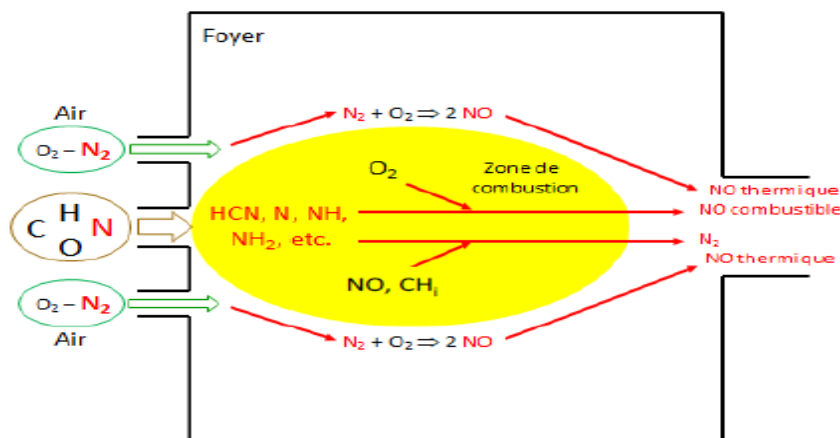 Foyer
Air
O₂ – N₂
N₂ + O₂ ⇒ 2 NO
O₂
Zone de
combustion
C H O N
HCN, N, NH,
NH₂, etc.
NO, CHᵢ
NO thermique
NO combustible
N₂
NO thermique
O₂ – N₂
Air
N₂ + O₂ ⇒ 2 NO